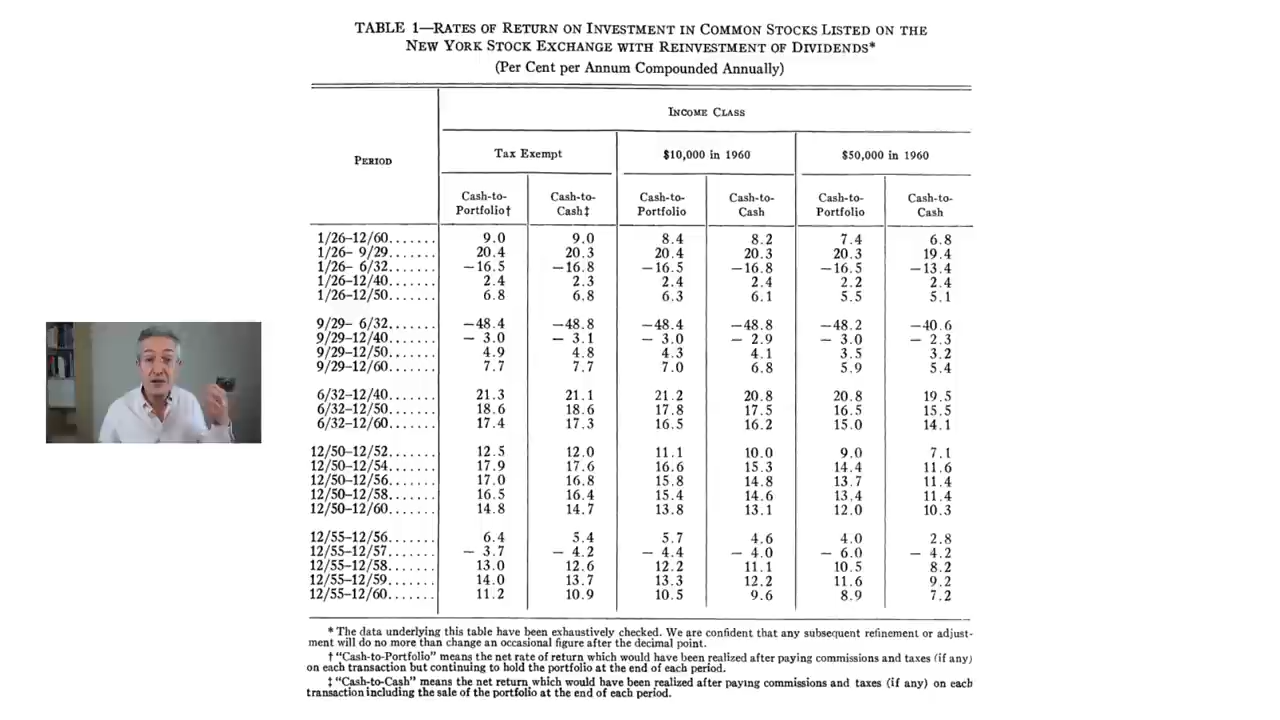 TABLE 1—RATES OF RETURN ON INVESTMENT IN COMMON STOCKS LISTED ON THE
NEW YORK STOCK EXCHANGE WITH REINVESTMENT OF DIVIDENDS*
(Per Cent per Annum Compounded Annually)
INCOME CLASS
PERIOD
Tax Exempt $10,000 in 1960 $50,000 in 1960
Cash-to- Cash-to- Cash-to- Cash-to- Cash-to- Cash-to-
Portfolio† Cash‡ Portfolio Cash Portfolio Cash
1/26–12/60....... 9.0 9.0 8.4 8.2 7.4 6.8
1/26– 9/29....... 20.4 20.3 20.4 20.3 20.3 19.4
1/26– 6/32....... −16.5 −16.8 −16.5 −16.8 −16.5 −13.4
1/26–12/40....... 2.4 2.3 2.4 2.4 2.2 2.4
1/26–12/50....... 6.8 6.8 6.3 6.1 5.5 5.1
9/29– 6/32....... −48.4 −48.8 −48.4 −48.8 −48.2 −40.6
9/29–12/40....... − 3.0 − 3.1 − 3.0 − 2.9 − 3.0 − 2.3
9/29–12/50....... 4.9 4.8 4.3 4.1 3.5 3.2
9/29–12/60....... 7.7 7.7 7.0 6.8 5.9 5.4
6/32–12/40....... 21.3 21.1 21.2 20.8 20.8 19.5
6/32–12/50....... 18.6 18.6 17.8 17.5 16.5 15.5
6/32–12/60....... 17.4 17.3 16.5 16.2 15.0 14.1
12/50–12/52....... 12.5 12.0 11.1 10.0 9.0 7.1
12/50–12/54....... 17.9 17.6 16.6 15.3 14.4 11.6
12/50–12/56....... 17.0 16.8 15.8 14.8 13.7 11.4
12/50–12/58....... 16.5 16.4 15.4 14.6 13.4 11.4
12/50–12/60....... 14.8 14.7 13.8 13.1 12.0 10.3
12/55–12/56....... 6.4 5.4 5.7 4.6 4.0 2.8
12/55–12/57....... − 3.7 − 4.2 − 4.4 − 4.0 − 6.0 − 4.2
12/55–12/58....... 13.0 12.6 12.2 11.1 10.5 8.2
12/55–12/59....... 14.0 13.7 13.3 12.2 11.6 9.2
12/55–12/60....... 11.2 10.9 10.5 9.6 8.9 7.2
* The data underlying this table have been exhaustively checked. We are confident that any subsequent refinement or adjust-
ment will do no more than change an occasional figure after the decimal point.
† "Cash-to-Portfolio" means the net rate of return which would have been realized after paying commissions and taxes (if any)
on each transaction but continuing to hold the portfolio at the end of each period.
‡ "Cash-to-Cash" means the net return which would have been realized after paying commissions and taxes (if any) on each
transaction including the sale of the portfolio at the end of each period.